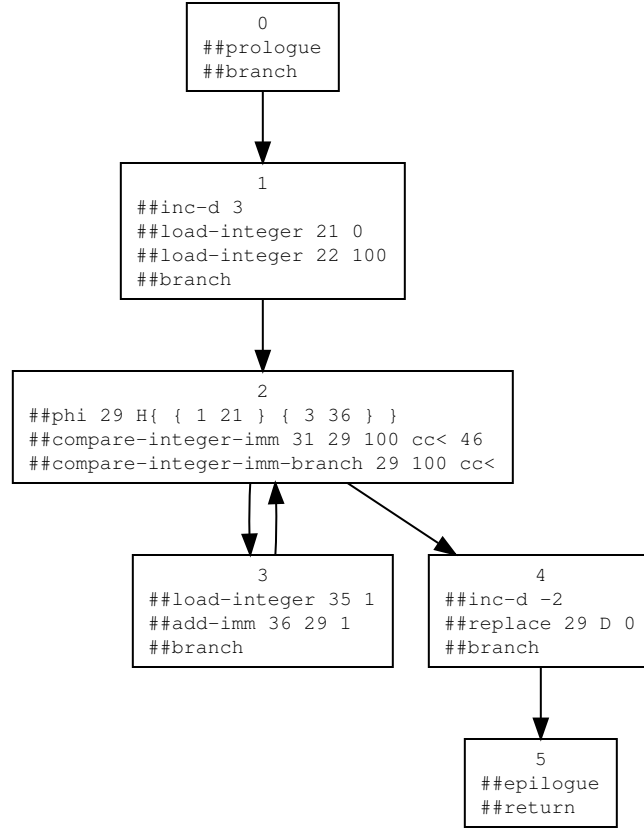 0
##prologue
##branch
1
##inc-d 3
##load-integer 21 0
##load-integer 22 100
##branch
2
##phi 29 H{ { 1 21 } { 3 36 } }
##compare-integer-imm 31 29 100 cc< 46
##compare-integer-imm-branch 29 100 cc<
3
##load-integer 35 1
##add-imm 36 29 1
##branch
4
##inc-d -2
##replace 29 D 0
##branch
5
##epilogue
##return